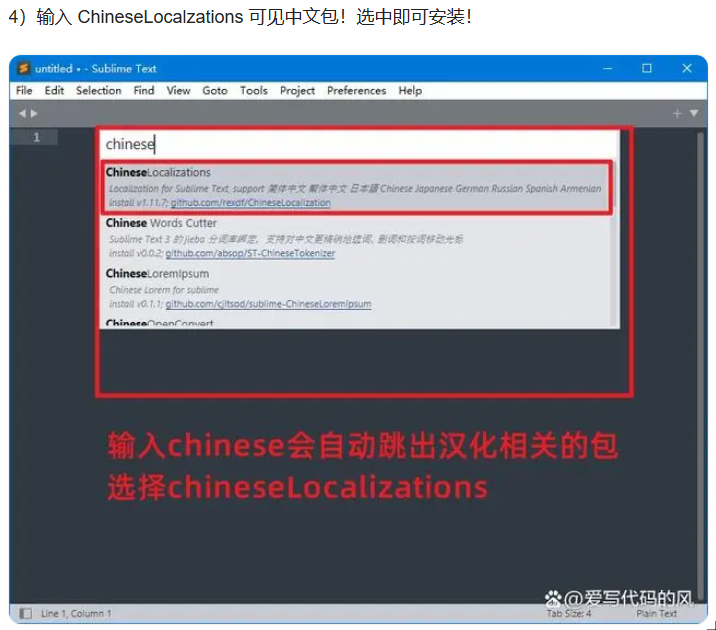 4）输入 ChineseLocalzations 可见中文包！选中即可安装！
untitled • - Sublime Text
File Edit Selection Find View Goto Tools Project Preferences Help
1
chinese
ChineseLocalizations
Localization for Sublime Text, support 简体中文 繁体中文 日本語 Chinese Japanese German Russian Spanish Armenian
install v1.11.7; github.com/rexdf/ChineseLocalization
Chinese Words Cutter
Sublime Text 3 的 jieba 分词库绑定，支持对中文更精确地选词, 删词和按词移动光标
install v0.0.2; github.com/absop/ST-ChineseTokenizer
ChineseLoremIpsum
Chinese Lorem for sublime
install v0.1.1; github.com/cjltsod/sublime-ChineseLoremIpsum
ChineseOpenConvert
输入chinese会自动跳出汉化相关的包
选择chineseLocalizations
@爱写代码的风
Line 1, Column 1 Tab Size: 4 Plain Text